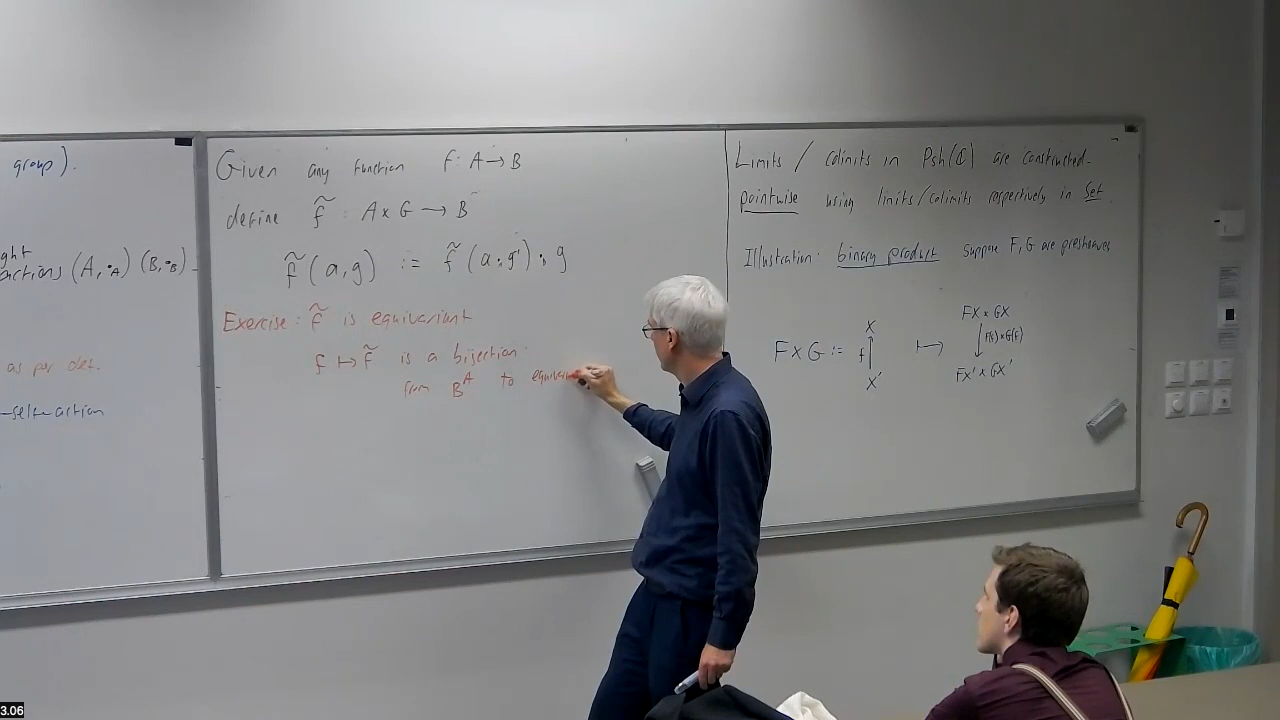 group).
ght
actions (A, ·A) (B, ·B)
as per def.
-self-action
Given any function f: A → B
define f̃ : A × G → B
f̃(a, g) := f̃(a · g⁻¹) · g
Exercise: f̃ is equivariant
f ↦ f̃ is a bijection
from B^A to equivari
Limits / colimits in Psh(ℂ) are constructed
pointwise using limits/colimits respectively in Set.
Illustration: binary product suppose F, G are presheaves
F × G :=
X
f ↑
X'
↦
FX × GX
↓ F(f) × G(f)
FX' × GX'
3.06